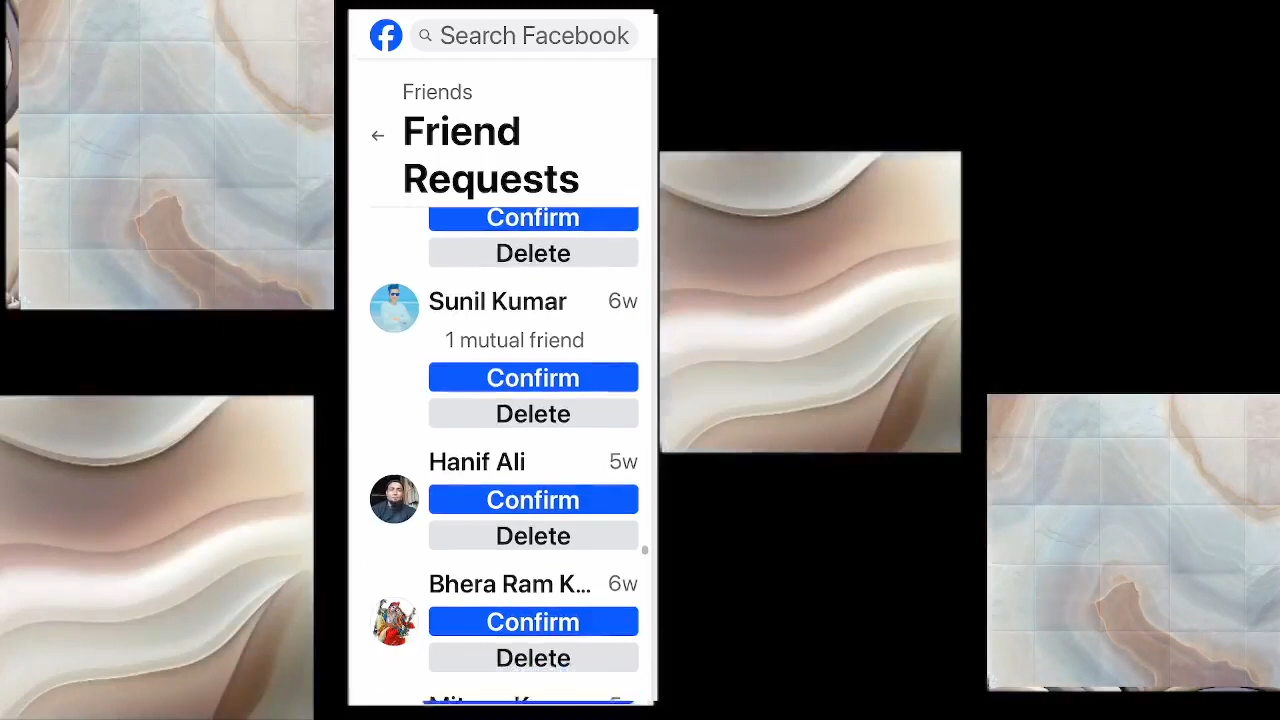 Search Facebook
Friends
Friend
Requests
Confirm
Delete
Sunil Kumar 6w
1 mutual friend
Confirm
Delete
Hanif Ali 5w
Confirm
Delete
Bhera Ram K... 6w
Confirm
Delete